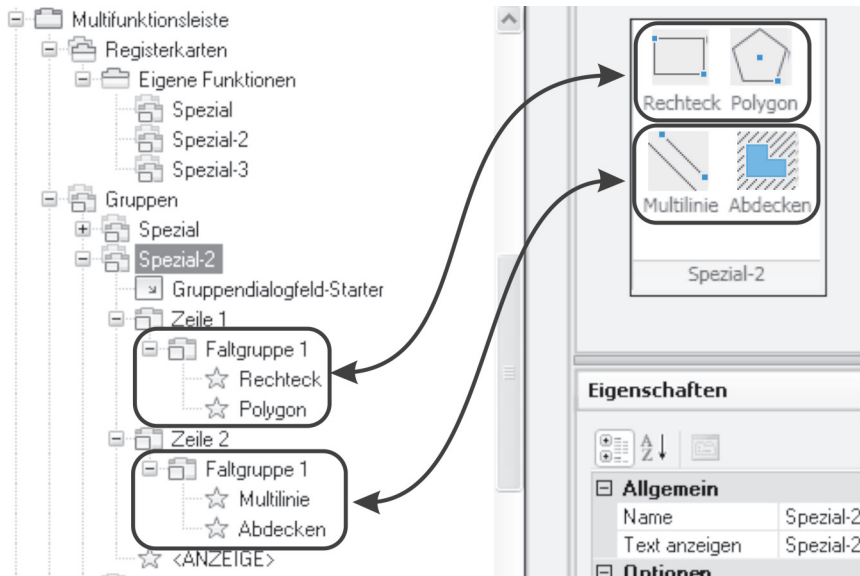 Multifunktionsleiste
Registerkarten
Eigene Funktionen
Spezial
Spezial-2
Spezial-3
Gruppen
Spezial
Spezial-2
Gruppendialogfeld-Starter
Zeile 1
Faltgruppe 1
Rechteck
Polygon
Zeile 2
Faltgruppe 1
Multilinie
Abdecken
<ANZEIGE>
Rechteck Polygon
Multilinie Abdecken
Spezial-2
Eigenschaften
A
Z
Allgemein
Name Spezial-2
Text anzeigen Spezial-2
Optionen